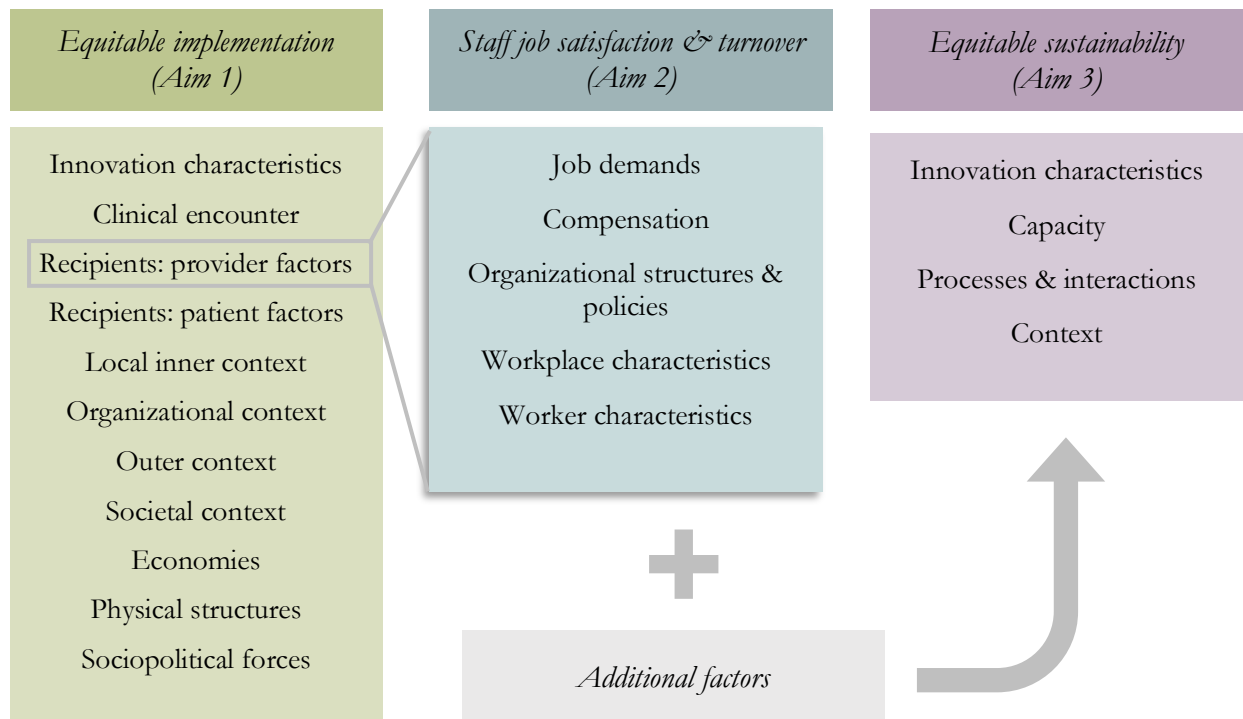 Equitable implementation
(Aim 1)
Innovation characteristics
Clinical encounter
Recipients: provider factors
Recipients: patient factors
Local inner context
Organizational context
Outer context
Societal context
Economies
Physical structures
Sociopolitical forces
Staff job satisfaction & turnover
(Aim 2)
Job demands
Compensation
Organizational structures &
policies
Workplace characteristics
Worker characteristics
Additional factors
Equitable sustainability
(Aim 3)
Innovation characteristics
Capacity
Processes & interactions
Context